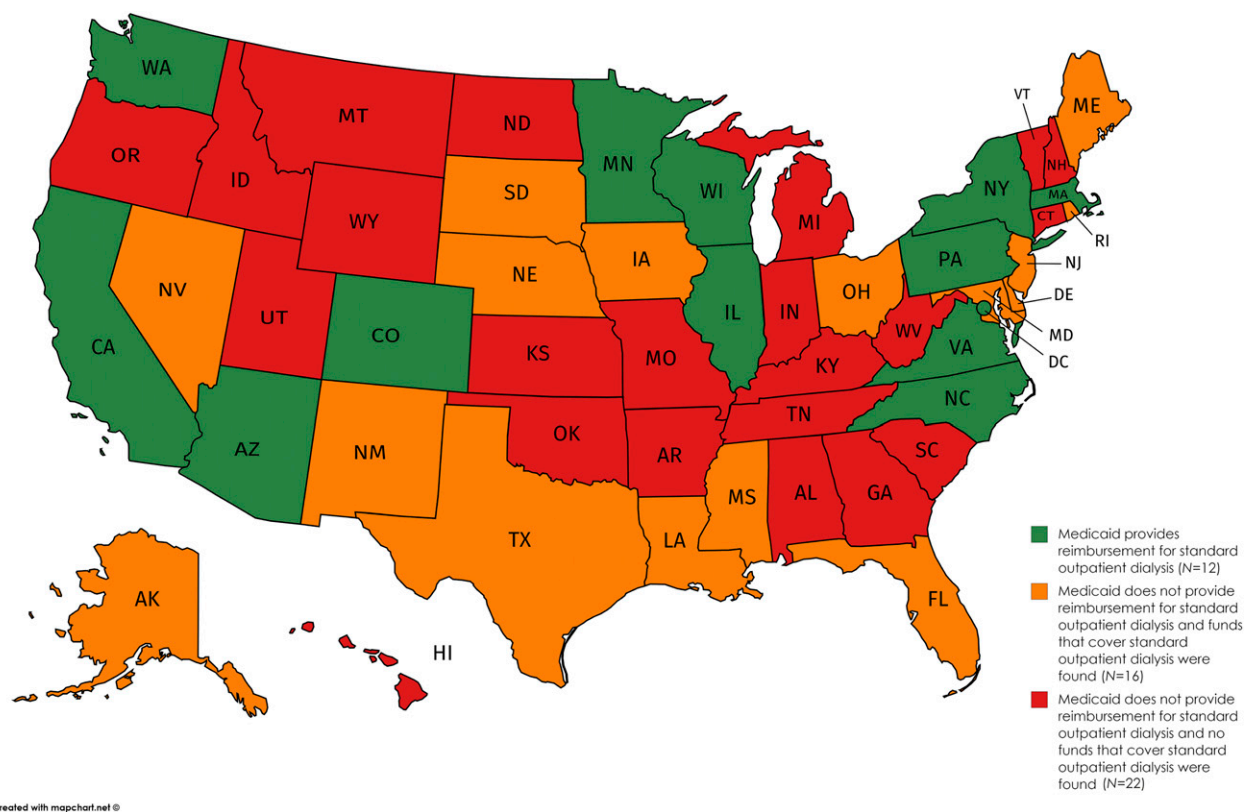 WA
MT
ND
MN
VT
ME
OR
ID
SD
WI
NY
NH
MA
WY
MI
CT
RI
IA
PA
NJ
NV
NE
OH
DE
UT
CO
IL
IN
WV
MD
CA
KS
MO
KY
VA
DC
NC
TN
AZ
NM
OK
AR
SC
MS
AL
GA
TX
LA
FL
AK
HI
Medicaid provides
reimbursement for standard
outpatient dialysis (N=12)
Medicaid does not provide
reimbursement for standard
outpatient dialysis and funds
that cover standard
outpatient dialysis were
found (N=16)
Medicaid does not provide
reimbursement for standard
outpatient dialysis and no
funds that cover standard
outpatient dialysis were
found (N=22)
reated with mapchart.net ©